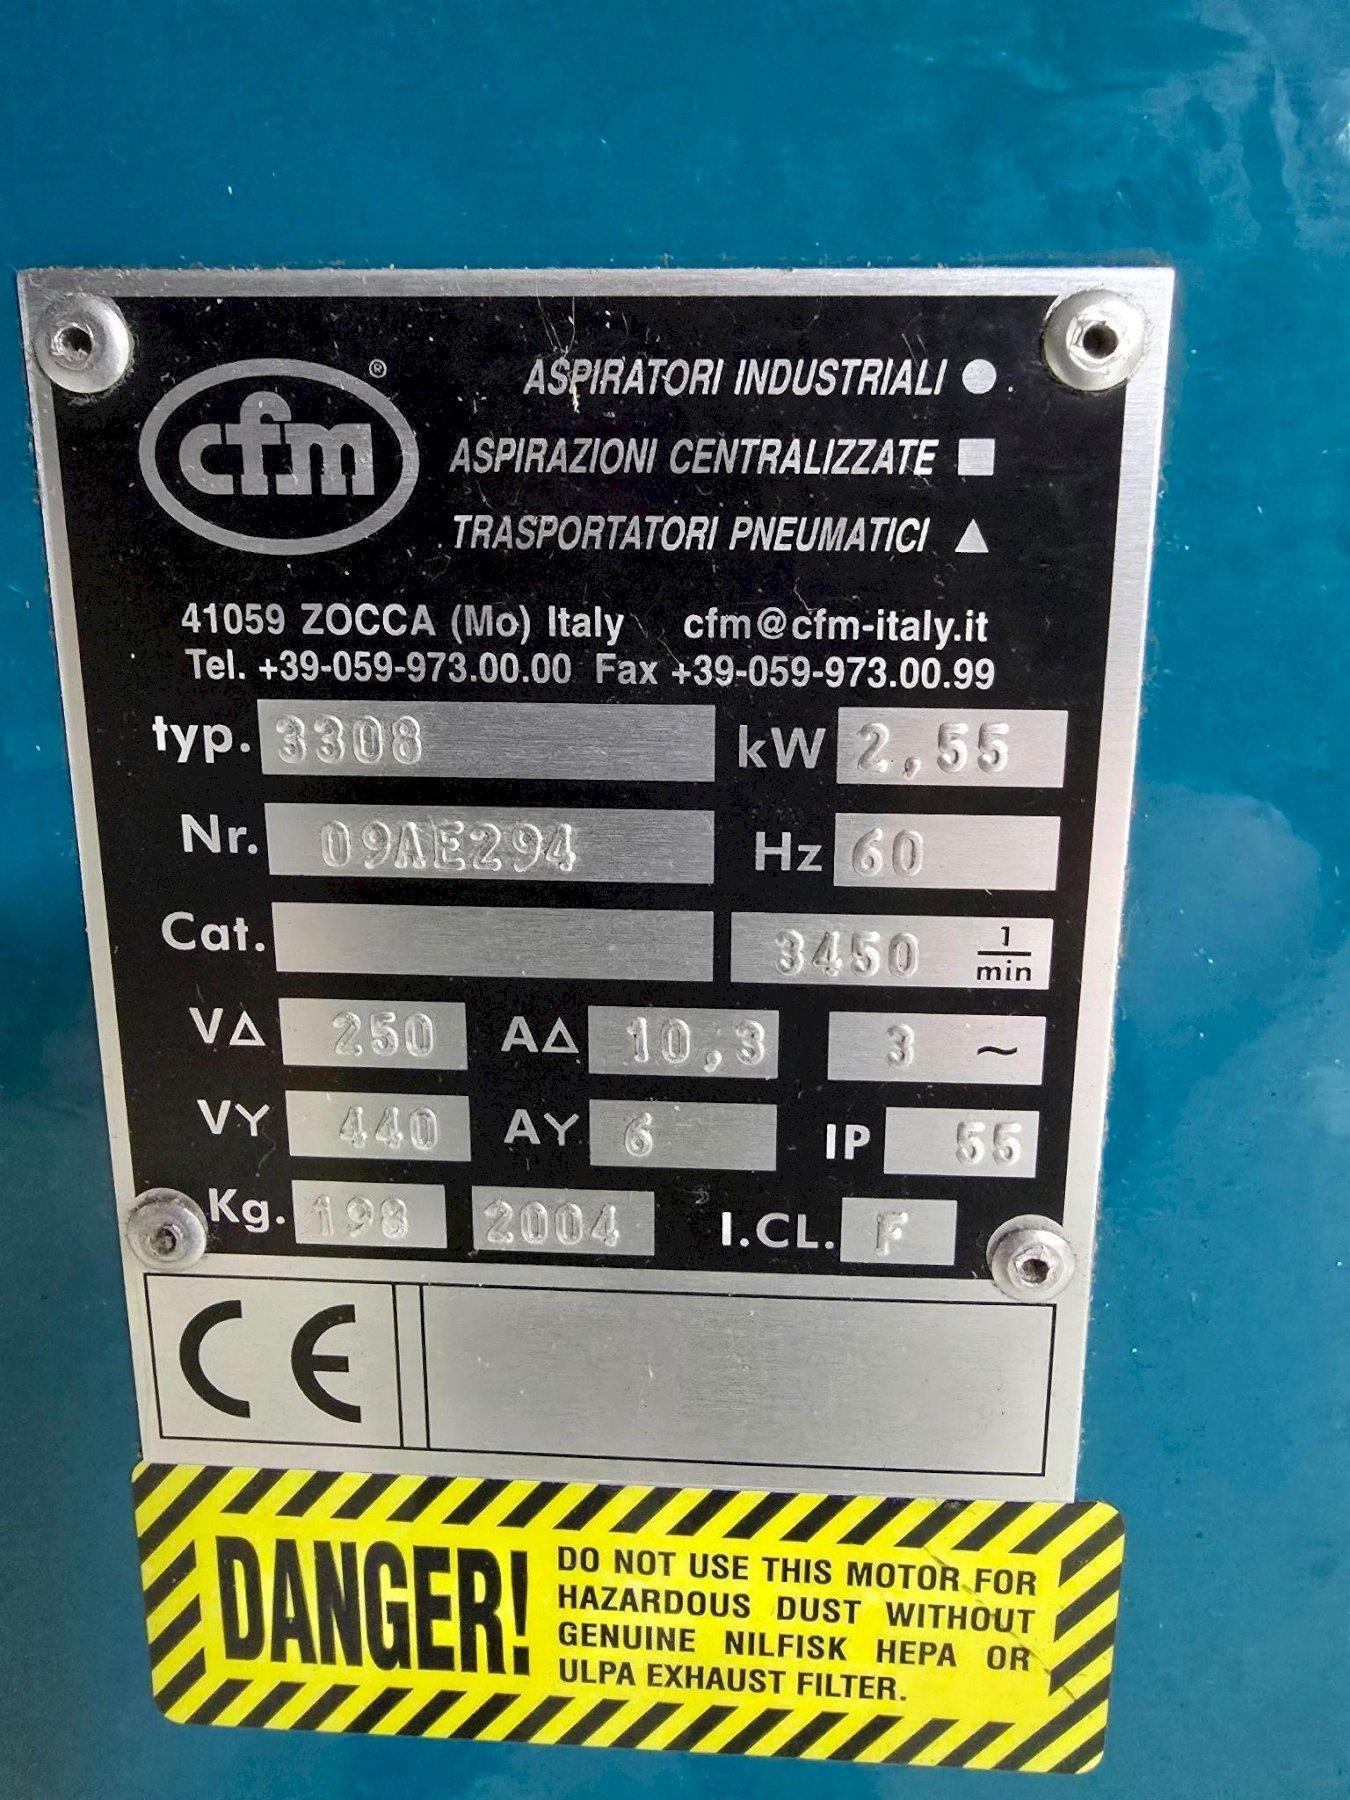 cfm ®
ASPIRATORI INDUSTRIALI
ASPIRAZIONI CENTRALIZZATE
TRASPORTATORI PNEUMATICI
41059 ZOCCA (Mo) Italy cfm@cfm-italy.it
Tel. +39-059-973.00.00 Fax +39-059-973.00.99
typ. 3308 kW 2,55
Nr. 09AE294 Hz 60
Cat. 3450 1/min
V∆ 250 A∆ 10,3 3 ~
VY 440 AY 6 IP 55
Kg. 198 2004 I.CL. F
CE
DANGER!
DO NOT USE THIS MOTOR FOR
HAZARDOUS DUST WITHOUT
GENUINE NILFISK HEPA OR
ULPA EXHAUST FILTER.